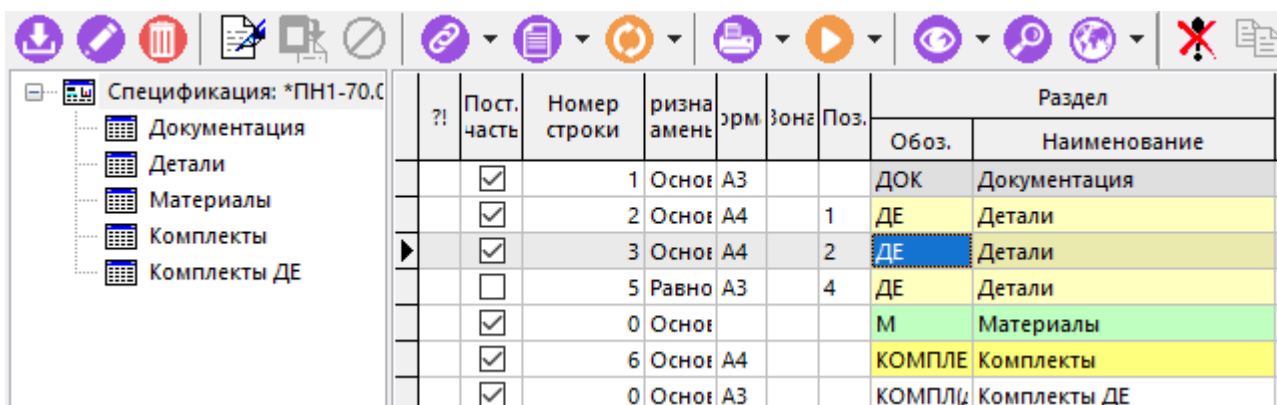 Спецификация: *ПН1-70.0
Документация
Детали
Материалы
Комплекты
Комплекты ДЕ
?! Пост. часть Номер строки ризна амень орм Зона Поз. Раздел
Обоз. Наименование
1 Основ А3 ДОК Документация
2 Основ А4 1 ДЕ Детали
3 Основ А4 2 ДЕ Детали
5 Равно А3 4 ДЕ Детали
0 Основ М Материалы
6 Основ А4 КОМПЛЕ Комплекты
0 Основ А3 КОМПЛ(Д Комплекты ДЕ